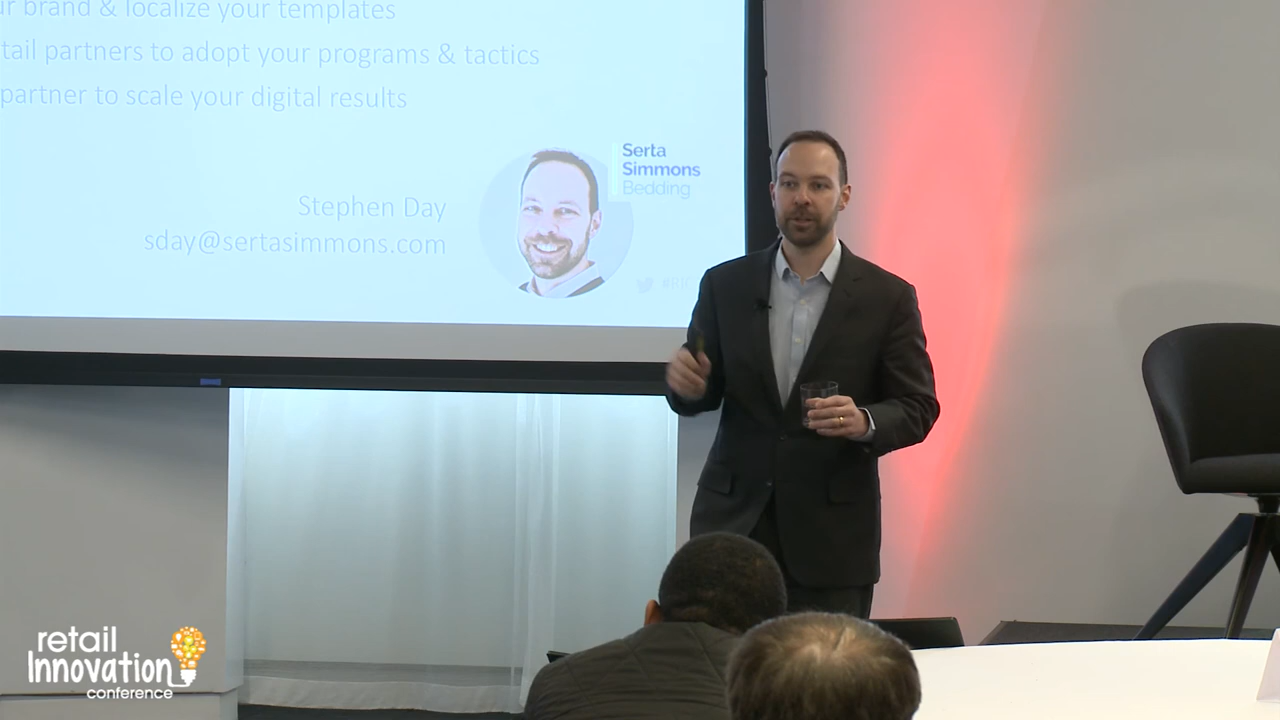 brand & localize your templates
partners to adopt your programs & tactics
partner to scale your digital results
Serta
Simmons
Bedding
Stephen Day
sday@sertasimmons.com
retail
Innovation
conference